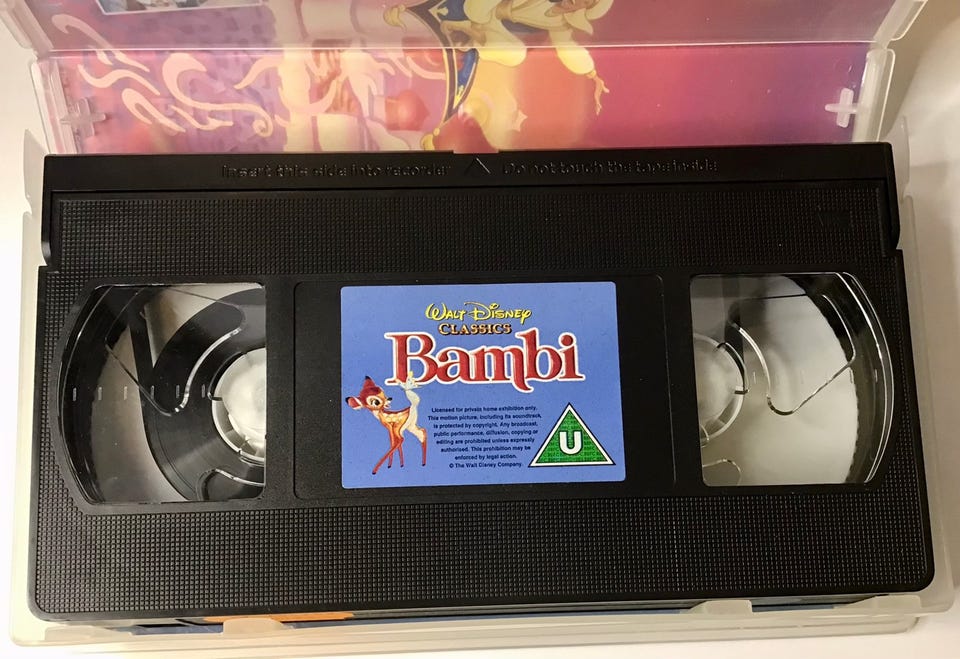 Insert this side into recorder Do not touch the tape inside
WALT DISNEY
CLASSICS
Bambi
Licensed for private home exhibition only.
This motion picture, including its soundtrack,
is protected by copyright. Any broadcast,
public performance, diffusion, copying or
editing are prohibited unless expressly
authorised. This prohibition may be
enforced by legal action.
© The Walt Disney Company.
U